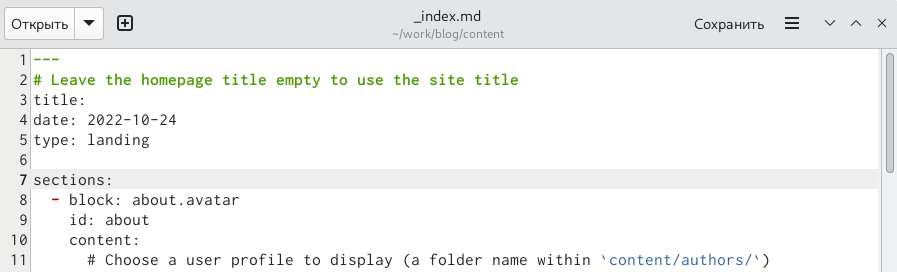 Открыть
_index.md
~/work/blog/content
Сохранить
1 ---
2 # Leave the homepage title empty to use the site title
3 title:
4 date: 2022-10-24
5 type: landing
6
7 sections:
8   - block: about.avatar
9     id: about
10     content:
11       # Choose a user profile to display (a folder name within `content/authors/`)